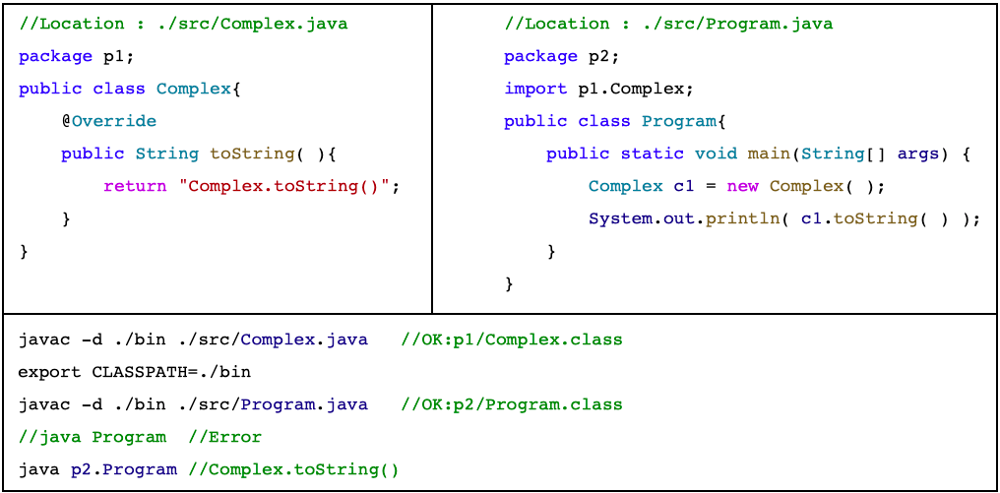 //Location : ./src/Complex.java
package p1;
public class Complex{
@Override
public String toString( ){
return "Complex.toString()";
}
}
//Location : ./src/Program.java
package p2;
import p1.Complex;
public class Program{
public static void main(String[] args) {
Complex c1 = new Complex( );
System.out.println( c1.toString( ) );
}
}
javac -d ./bin ./src/Complex.java //OK:p1/Complex.class
export CLASSPATH=./bin
javac -d ./bin ./src/Program.java //OK:p2/Program.class
//java Program //Error
java p2.Program //Complex.toString()